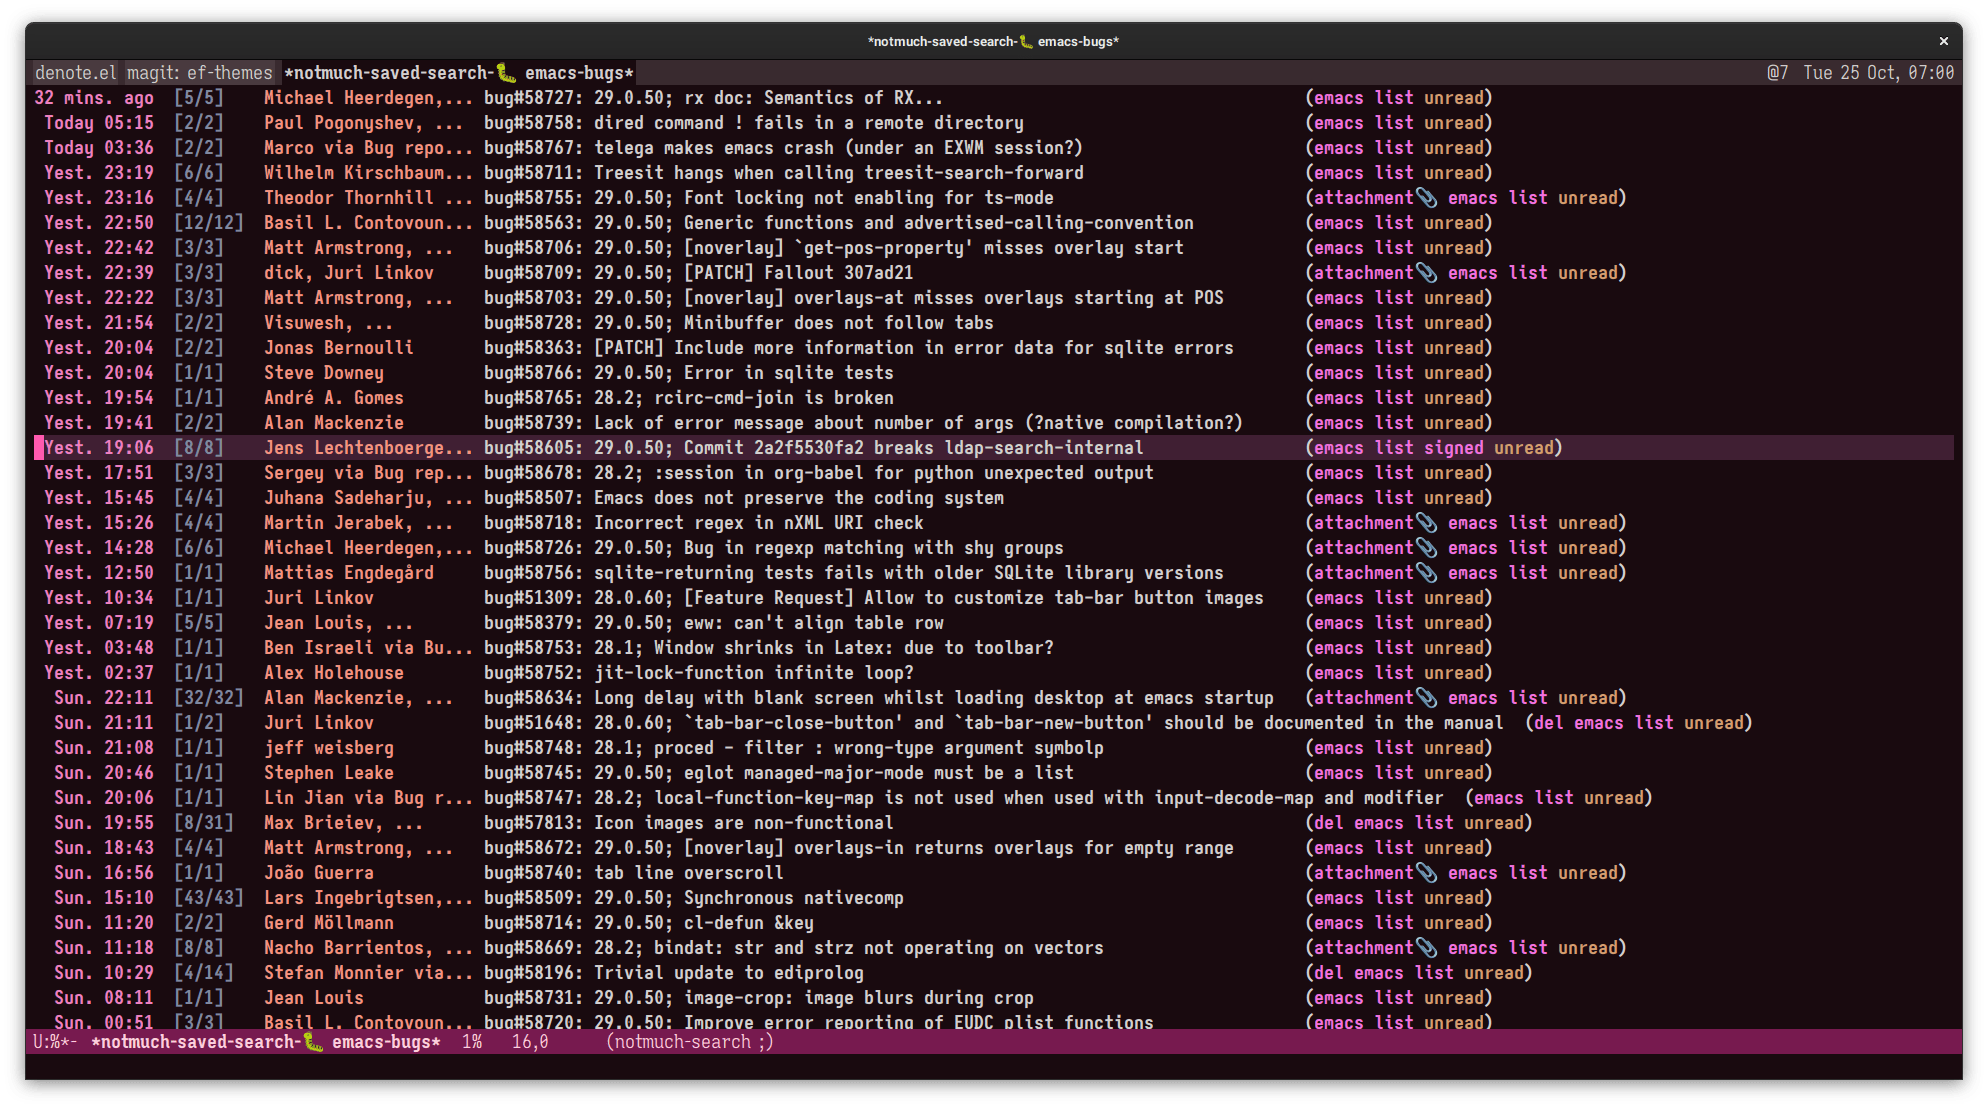 *notmuch-saved-search-🐛 emacs-bugs* ×
denote.el magit: ef-themes *notmuch-saved-search-🐛 emacs-bugs* @7 Tue 25 Oct, 07:00
32 mins. ago [5/5] Michael Heerdegen,... bug#58727: 29.0.50; rx doc: Semantics of RX... (emacs list unread)
Today 05:15 [2/2] Paul Pogonyshev, ... bug#58758: dired command ! fails in a remote directory (emacs list unread)
Today 03:36 [2/2] Marco via Bug repo... bug#58767: telega makes emacs crash (under an EXWM session?) (emacs list unread)
Yest. 23:19 [6/6] Wilhelm Kirschbaum... bug#58711: Treesit hangs when calling treesit-search-forward (emacs list unread)
Yest. 23:16 [4/4] Theodor Thornhill ... bug#58755: 29.0.50; Font locking not enabling for ts-mode (attachment📎 emacs list unread)
Yest. 22:50 [12/12] Basil L. Contovoun... bug#58563: 29.0.50; Generic functions and advertised-calling-convention (emacs list unread)
Yest. 22:42 [3/3] Matt Armstrong, ... bug#58706: 29.0.50; [noverlay] `get-pos-property' misses overlay start (emacs list unread)
Yest. 22:39 [3/3] dick, Juri Linkov bug#58709: 29.0.50; [PATCH] Fallout 307ad21 (attachment📎 emacs list unread)
Yest. 22:22 [3/3] Matt Armstrong, ... bug#58703: 29.0.50; [noverlay] overlays-at misses overlays starting at POS (emacs list unread)
Yest. 21:54 [2/2] Visuwesh, ... bug#58728: 29.0.50; Minibuffer does not follow tabs (emacs list unread)
Yest. 20:04 [2/2] Jonas Bernoulli bug#58363: [PATCH] Include more information in error data for sqlite errors (emacs list unread)
Yest. 20:04 [1/1] Steve Downey bug#58766: 29.0.50; Error in sqlite tests (emacs list unread)
Yest. 19:54 [1/1] André A. Gomes bug#58765: 28.2; rcirc-cmd-join is broken (emacs list unread)
Yest. 19:41 [2/2] Alan Mackenzie bug#58739: Lack of error message about number of args (?native compilation?) (emacs list unread)
Yest. 19:06 [8/8] Jens Lechtenboerge... bug#58605: 29.0.50; Commit 2a2f5530fa2 breaks ldap-search-internal (emacs list signed unread)
Yest. 17:51 [3/3] Sergey via Bug rep... bug#58678: 28.2; :session in org-babel for python unexpected output (emacs list unread)
Yest. 15:45 [4/4] Juhana Sadeharju, ... bug#58507: Emacs does not preserve the coding system (emacs list unread)
Yest. 15:26 [4/4] Martin Jerabek, ... bug#58718: Incorrect regex in nXML URI check (attachment📎 emacs list unread)
Yest. 14:28 [6/6] Michael Heerdegen,... bug#58726: 29.0.50; Bug in regexp matching with shy groups (attachment📎 emacs list unread)
Yest. 12:50 [1/1] Mattias Engdegård bug#58756: sqlite-returning tests fails with older SQLite library versions (attachment📎 emacs list unread)
Yest. 10:34 [1/1] Juri Linkov bug#51309: 28.0.60; [Feature Request] Allow to customize tab-bar button images (emacs list unread)
Yest. 07:19 [5/5] Jean Louis, ... bug#58379: 29.0.50; eww: can't align table row (emacs list unread)
Yest. 03:48 [1/1] Ben Israeli via Bu... bug#58753: 28.1; Window shrinks in Latex: due to toolbar? (emacs list unread)
Yest. 02:37 [1/1] Alex Holehouse bug#58752: jit-lock-function infinite loop? (emacs list unread)
Sun. 22:11 [32/32] Alan Mackenzie, ... bug#58634: Long delay with blank screen whilst loading desktop at emacs startup (attachment📎 emacs list unread)
Sun. 21:11 [1/2] Juri Linkov bug#51648: 28.0.60; `tab-bar-close-button' and `tab-bar-new-button' should be documented in the manual (del emacs list unread)
Sun. 21:08 [1/1] jeff weisberg bug#58748: 28.1; proced - filter : wrong-type argument symbolp (emacs list unread)
Sun. 20:46 [1/1] Stephen Leake bug#58745: 29.0.50; eglot managed-major-mode must be a list (emacs list unread)
Sun. 20:06 [1/1] Lin Jian via Bug r... bug#58747: 28.2; local-function-key-map is not used when used with input-decode-map and modifier (emacs list unread)
Sun. 19:55 [8/31] Max Brieiev, ... bug#57813: Icon images are non-functional (del emacs list unread)
Sun. 18:43 [4/4] Matt Armstrong, ... bug#58672: 29.0.50; [noverlay] overlays-in returns overlays for empty range (emacs list unread)
Sun. 16:56 [1/1] João Guerra bug#58740: tab line overscroll (attachment📎 emacs list unread)
Sun. 15:10 [43/43] Lars Ingebrigtsen,... bug#58509: Synchronous nativecomp (emacs list unread)
Sun. 11:20 [2/2] Gerd Möllmann bug#58714: 29.0.50; cl-defun &key (emacs list unread)
Sun. 11:18 [8/8] Nacho Barrientos, ... bug#58669: 28.2; bindat: str and strz not operating on vectors (attachment📎 emacs list unread)
Sun. 10:29 [4/14] Stefan Monnier via... bug#58196: Trivial update to ediprolog (del emacs list unread)
Sun. 08:11 [1/1] Jean Louis bug#58731: 29.0.50; image-crop: image blurs during crop (emacs list unread)
Sun. 00:51 [3/3] Basil L. Contovoun... bug#58720: 29.0.50; Improve error reporting of EUDC plist functions (emacs list unread)
U:%*- *notmuch-saved-search-🐛 emacs-bugs* 1% 16,0 (notmuch-search ;)